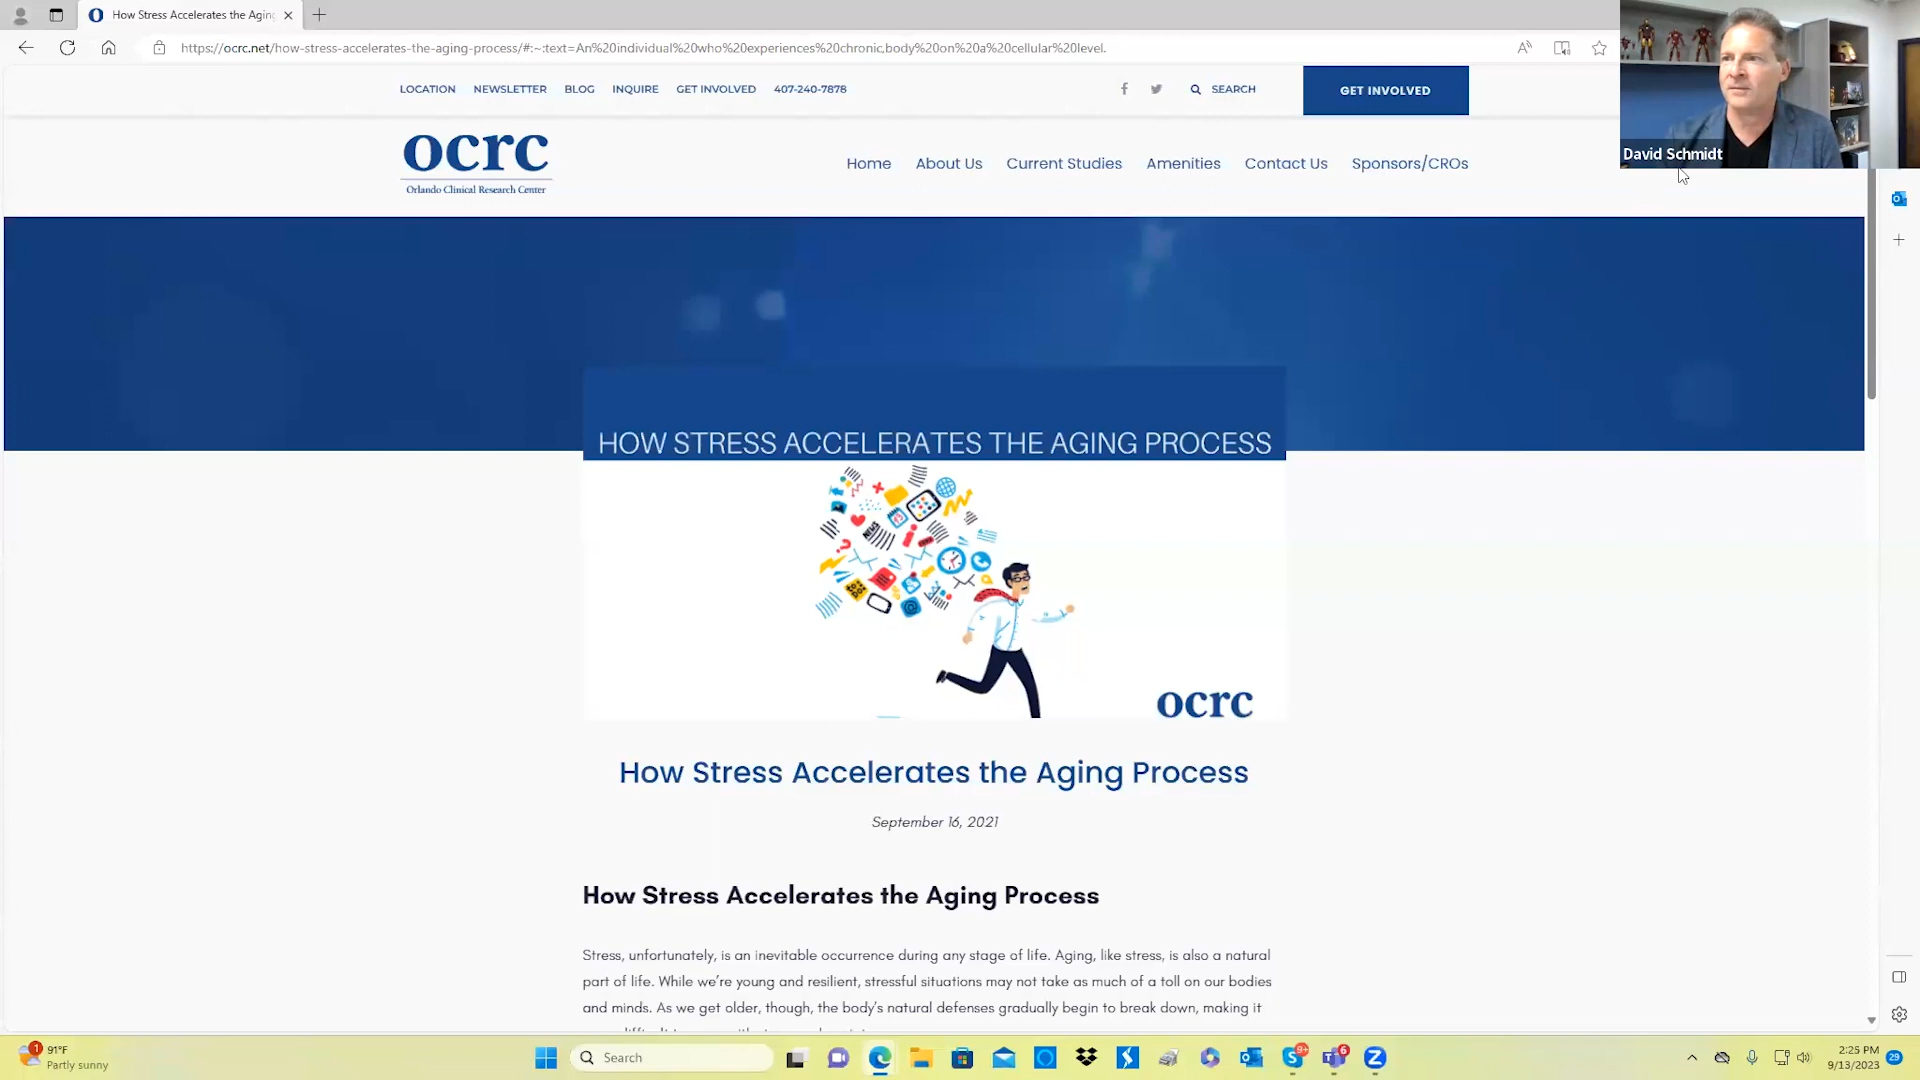 How Stress Accelerates the Aging
https://ocrc.net/how-stress-accelerates-the-aging-process/#:~:text=An%20individual%20who%20experiences%20chronic,body%20on%20a%20cellular%20level.
LOCATION NEWSLETTER BLOG INQUIRE GET INVOLVED 407-240-7878 SEARCH GET INVOLVED
David Schmidt
ocrc
Orlando Clinical Research Center
Home About Us Current Studies Amenities Contact Us Sponsors/CROs
HOW STRESS ACCELERATES THE AGING PROCESS
ocrc
How Stress Accelerates the Aging Process
September 16, 2021
How Stress Accelerates the Aging Process
Stress, unfortunately, is an inevitable occurrence during any stage of life. Aging, like stress, is also a natural
part of life. While we're young and resilient, stressful situations may not take as much of a toll on our bodies
and minds. As we get older, though, the body's natural defenses gradually begin to break down, making it
1 91°F
Partly sunny
Search
9+
6
2:25 PM
9/13/2023
29